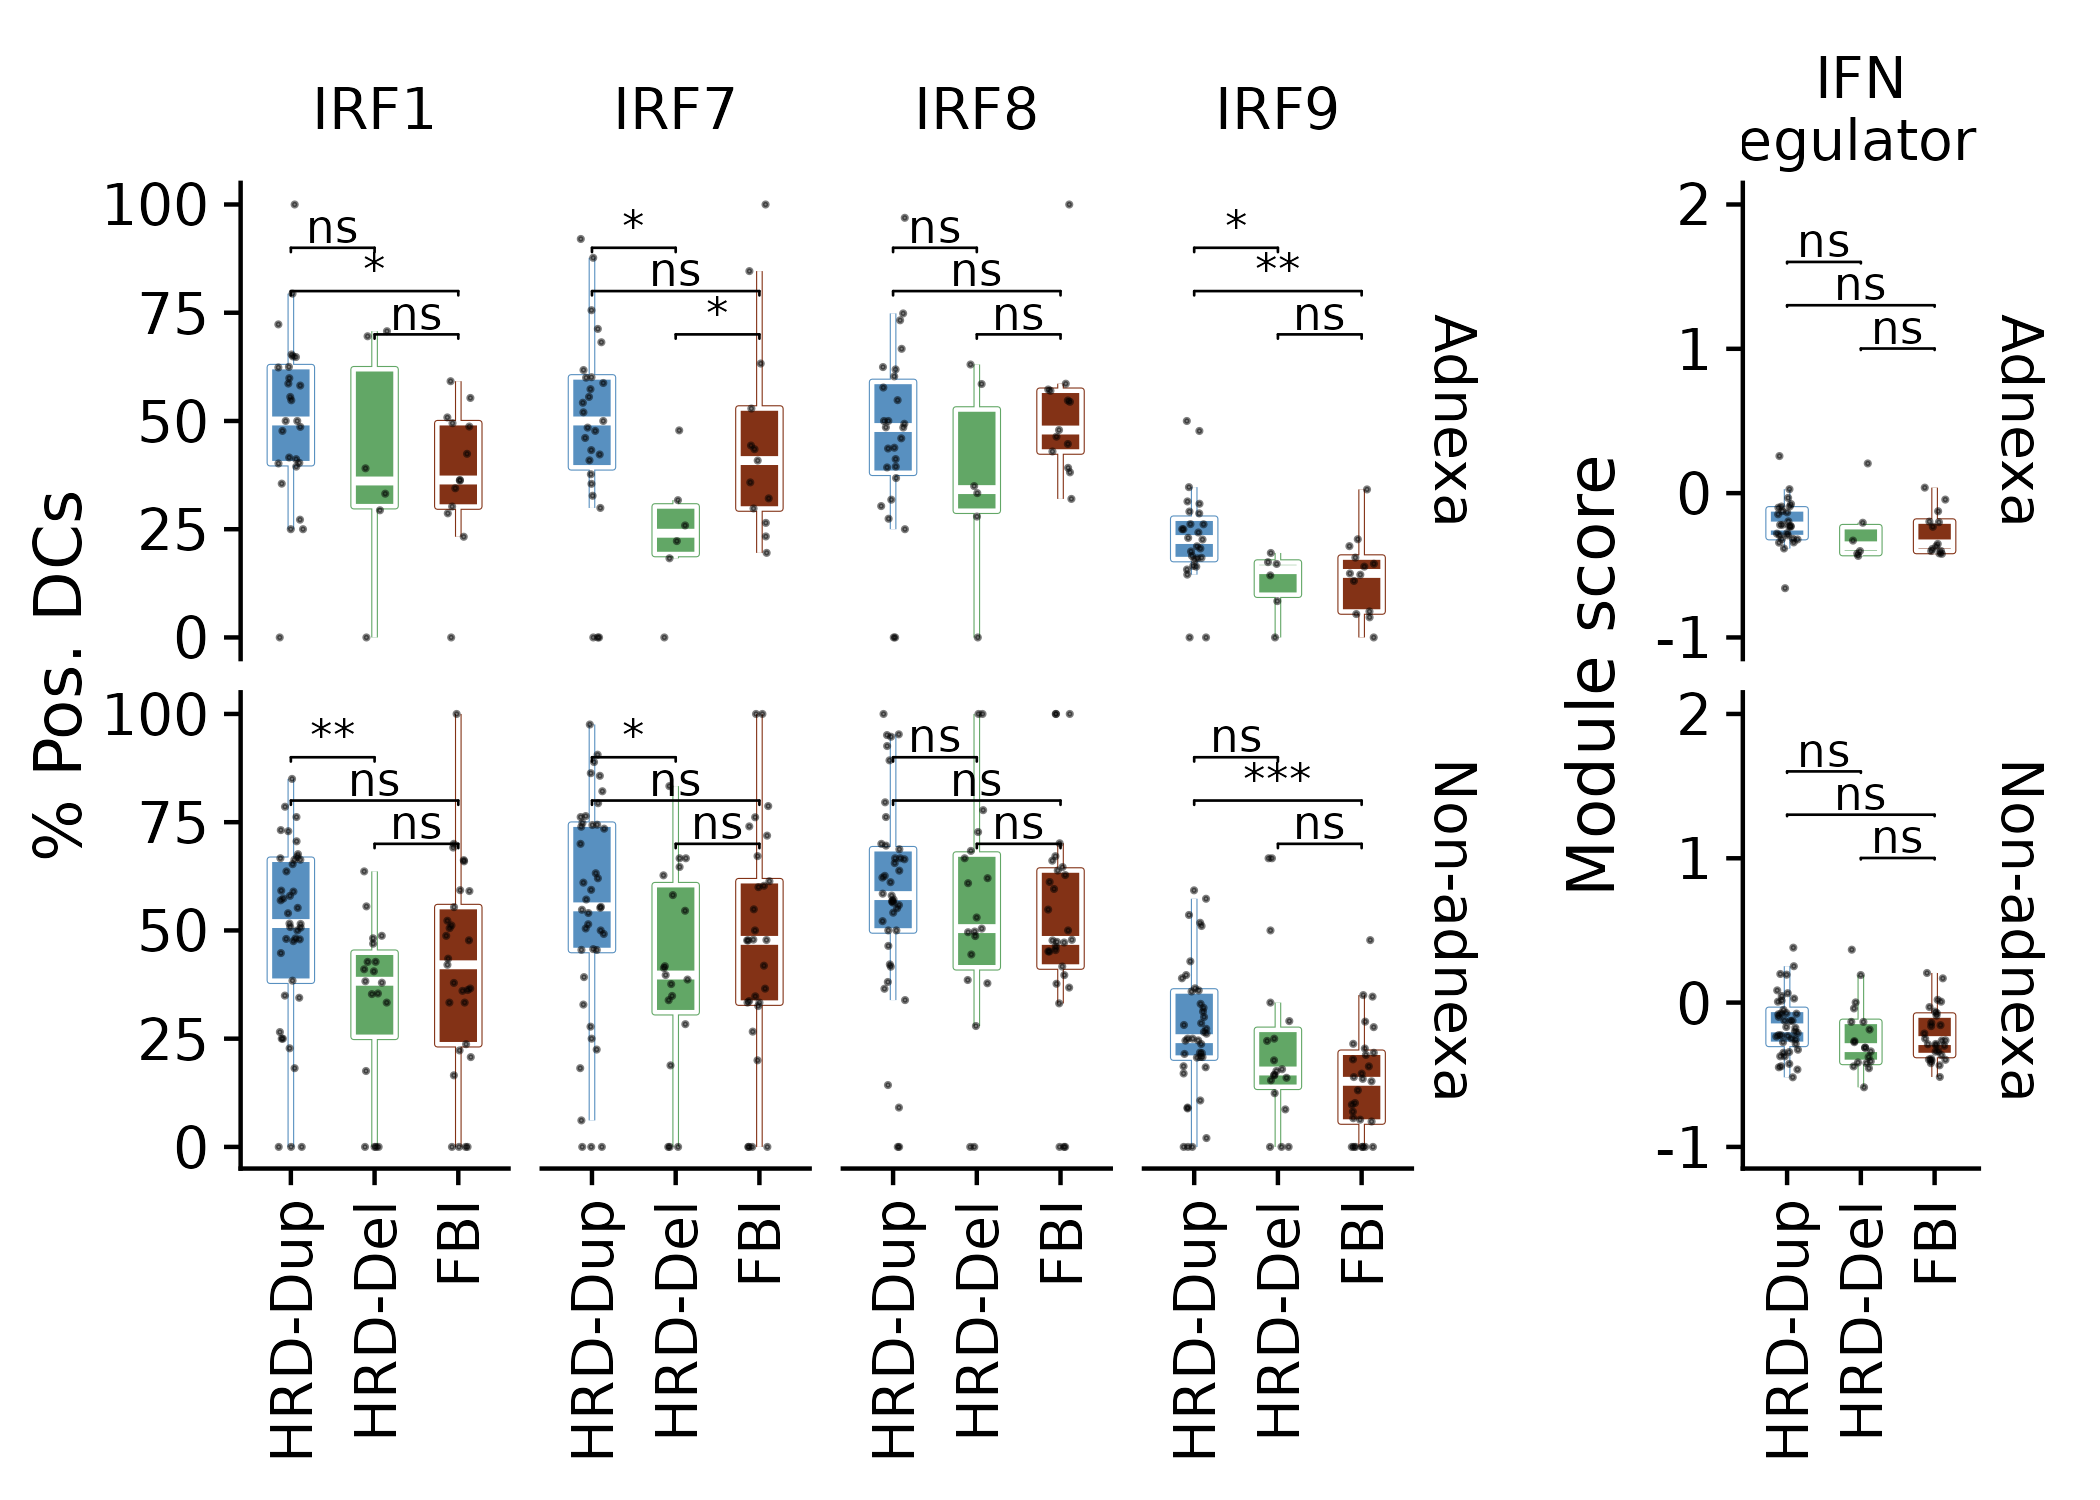 IRF1 IRF7 IRF8 IRF9 IFN
egulator
% Pos. DCs
100 75 50 25 0
ns * ns
* ns *
ns ns ns
* ** ns
Adnexa
Module score
2 1 0 -1
ns ns ns
Adnexa
100 75 50 25 0
** ns ns
* ns ns
ns ns ns
ns *** ns
Non-adnexa
2 1 0 -1
ns ns ns
Non-adnexa
HRD-Dup HRD-Del FBI
HRD-Dup HRD-Del FBI
HRD-Dup HRD-Del FBI
HRD-Dup HRD-Del FBI
HRD-Dup HRD-Del FBI